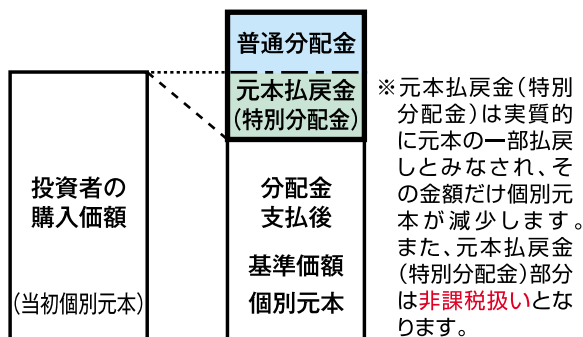 普通分配金
元本払戻金
(特別分配金)
投資者の
購入価額
(当初個別元本)
分配金
支払後
基準価額
個別元本
※元本払戻金(特別
分配金)は実質的
に元本の一部払戻
しとみなされ、そ
の金額だけ個別元
本が減少します。
また、元本払戻金
(特別分配金)部分
は非課税扱いとな
ります。